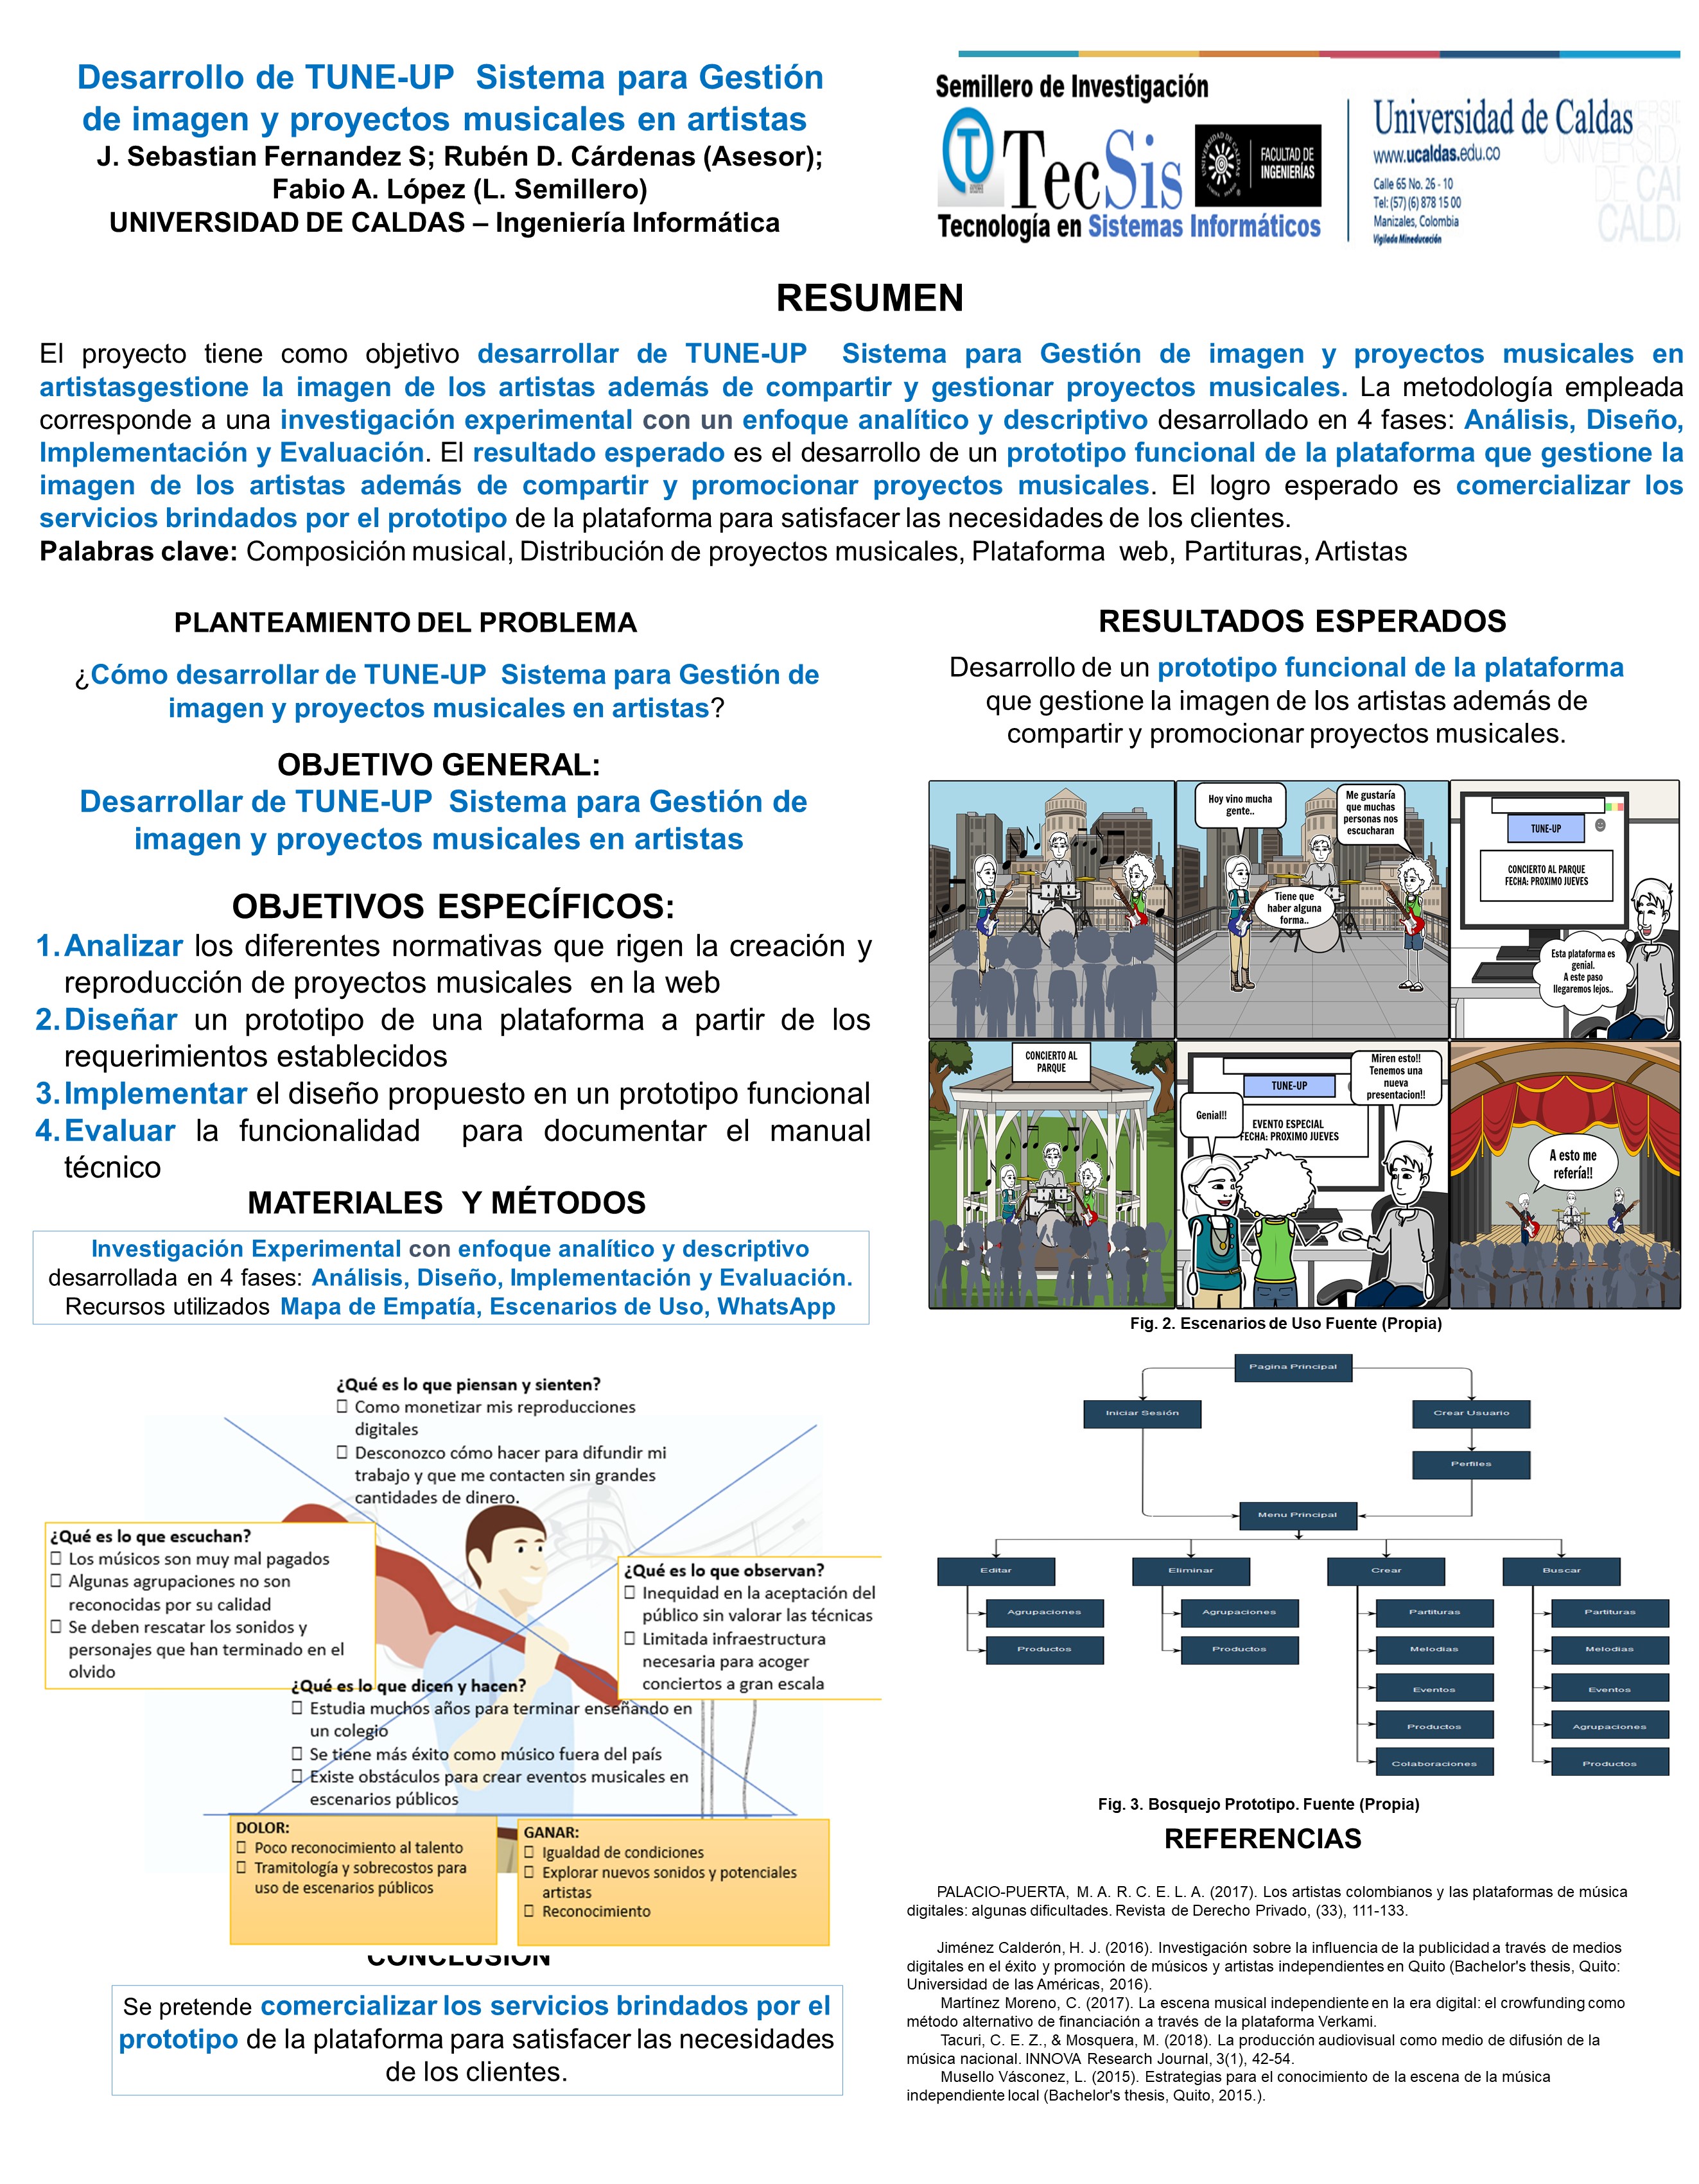 Desarrollo de TUNE-UP  Sistema para Gestión
de imagen y proyectos musicales en artistas
J. Sebastian Fernandez S; Rubén D. Cárdenas (Asesor);
Fabio A. López (L. Semillero)
UNIVERSIDAD DE CALDAS – Ingeniería Informática
Semillero de Investigación
TecSis
UNIVERSIDAD DE CALDAS
FACULTAD DE
INGENIERÍAS
Tecnología en Sistemas Informáticos
Universidad de Caldas
www.ucaldas.edu.co
Calle 65 No. 26 - 10
Tel: (57) (6) 878 15 00
Manizales, Colombia
Vigilada Mineducación
RESUMEN
El proyecto tiene como objetivo desarrollar de TUNE-UP  Sistema para Gestión de imagen y proyectos musicales en
artistasgestione la imagen de los artistas además de compartir y gestionar proyectos musicales. La metodología empleada
corresponde a una investigación experimental con un enfoque analítico y descriptivo desarrollado en 4 fases: Análisis, Diseño,
Implementación y Evaluación. El resultado esperado es el desarrollo de un prototipo funcional de la plataforma que gestione la
imagen de los artistas además de compartir y promocionar proyectos musicales. El logro esperado es comercializar los
servicios brindados por el prototipo de la plataforma para satisfacer las necesidades de los clientes.
Palabras clave: Composición musical, Distribución de proyectos musicales, Plataforma  web, Partituras, Artistas
PLANTEAMIENTO DEL PROBLEMA
¿Cómo desarrollar de TUNE-UP  Sistema para Gestión de
imagen y proyectos musicales en artistas?
OBJETIVO GENERAL:
Desarrollar de TUNE-UP  Sistema para Gestión de
imagen y proyectos musicales en artistas
OBJETIVOS ESPECÍFICOS:
1. Analizar los diferentes normativas que rigen la creación y
reproducción de proyectos musicales  en la web
2. Diseñar un prototipo de una plataforma a partir de los
requerimientos establecidos
3. Implementar el diseño propuesto en un prototipo funcional
4. Evaluar la funcionalidad  para documentar el manual
técnico
MATERIALES  Y MÉTODOS
Investigación Experimental con enfoque analítico y descriptivo
desarrollada en 4 fases: Análisis, Diseño, Implementación y Evaluación.
Recursos utilizados Mapa de Empatía, Escenarios de Uso, WhatsApp
¿Qué es lo que piensan y sienten?
Como monetizar mis reproducciones
digitales
Desconozco cómo hacer para difundir mi
trabajo y que me contacten sin grandes
cantidades de dinero.
¿Qué es lo que escuchan?
Los músicos son muy mal pagados
Algunas agrupaciones no son
reconocidas por su calidad
Se deben rescatar los sonidos y
personajes que han terminado en el
olvido
¿Qué es lo que observan?
Inequidad en la aceptación del
público sin valorar las técnicas
Limitada infraestructura
necesaria para acoger
conciertos a gran escala
¿Qué es lo que dicen y hacen?
Estudia muchos años para terminar enseñando en
un colegio
Se tiene más éxito como músico fuera del país
Existe obstáculos para crear eventos musicales en
escenarios públicos
DOLOR:
Poco reconocimiento al talento
Tramitología y sobrecostos para
uso de escenarios públicos
GANAR:
Igualdad de condiciones
Explorar nuevos sonidos y potenciales
artistas
Reconocimiento
CONCLUSIÓN
Se pretende comercializar los servicios brindados por el
prototipo de la plataforma para satisfacer las necesidades
de los clientes.
RESULTADOS ESPERADOS
Desarrollo de un prototipo funcional de la plataforma
que gestione la imagen de los artistas además de
compartir y promocionar proyectos musicales.
Hoy vino mucha
gente..
Me gustaría
que muchas
personas nos
escucharan
Tiene que
haber alguna
forma..
TUNE-UP
CONCIERTO AL PARQUE
FECHA: PROXIMO JUEVES
Esta plataforma es
genial.
A este paso
llegaremos lejos..
CONCIERTO AL
PARQUE
Genial!!
TUNE-UP
EVENTO ESPECIAL
FECHA: PROXIMO JUEVES
Miren esto!!
Tenemos una
nueva
presentacion!!
A esto me
refería!!
Fig. 2. Escenarios de Uso Fuente (Propia)
Pagina Principal
Iniciar Sesión
Crear Usuario
Perfiles
Menu Principal
Editar
Eliminar
Crear
Buscar
Agrupaciones
Agrupaciones
Partituras
Partituras
Productos
Productos
Melodias
Melodias
Eventos
Eventos
Productos
Agrupaciones
Colaboraciones
Productos
Fig. 3. Bosquejo Prototipo. Fuente (Propia)
REFERENCIAS
PALACIO-PUERTA, M. A. R. C. E. L. A. (2017). Los artistas colombianos y las plataformas de música
digitales: algunas dificultades. Revista de Derecho Privado, (33), 111-133.
Jiménez Calderón, H. J. (2016). Investigación sobre la influencia de la publicidad a través de medios
digitales en el éxito y promoción de músicos y artistas independientes en Quito (Bachelor's thesis, Quito:
Universidad de las Américas, 2016).
Martínez Moreno, C. (2017). La escena musical independiente en la era digital: el crowfunding como
método alternativo de financiación a través de la plataforma Verkami.
Tacuri, C. E. Z., & Mosquera, M. (2018). La producción audiovisual como medio de difusión de la
música nacional. INNOVA Research Journal, 3(1), 42-54.
Musello Vásconez, L. (2015). Estrategias para el conocimiento de la escena de la música
independiente local (Bachelor's thesis, Quito, 2015.).